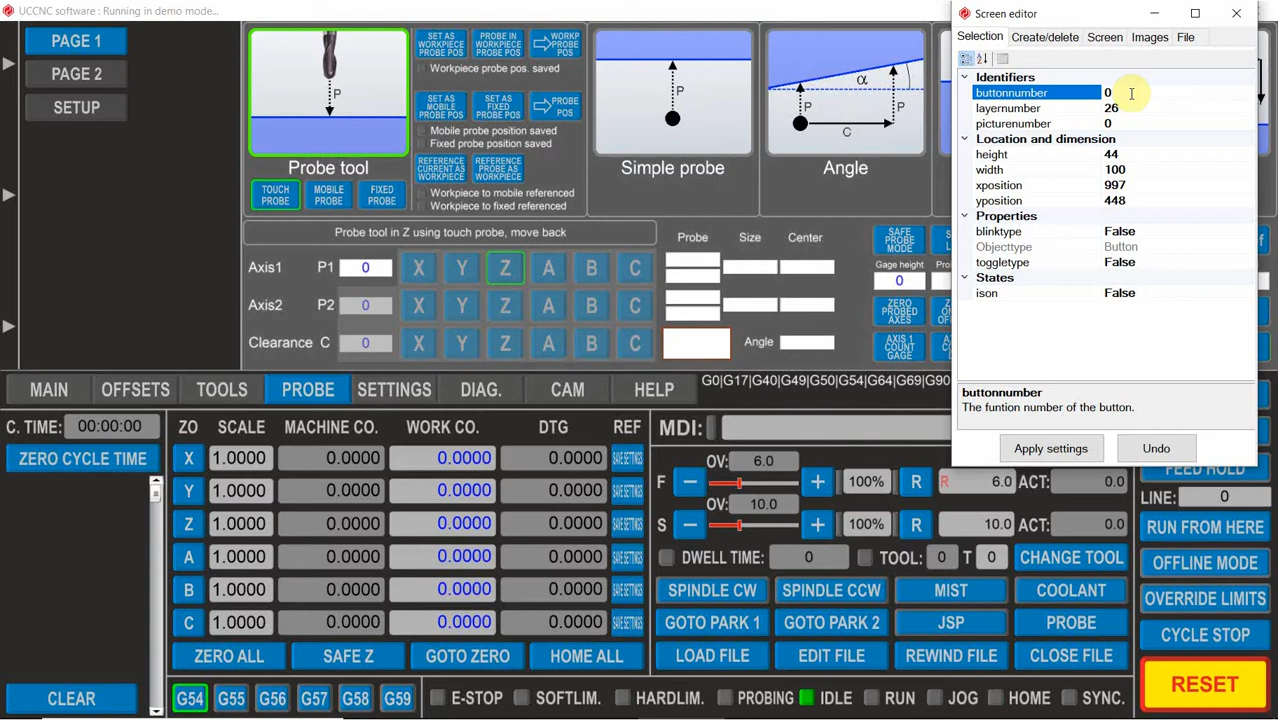 UCCNC software : Running in demo mode...
PAGE 1
PAGE 2
SETUP
P
Probe tool
TOUCH PROBE
MOBILE PROBE
FIXED PROBE
SET AS WORKPIECE PROBE POS
PROBE IN WORKPIECE PROBE POS
WORKP PROBE POS
Workpiece probe pos. saved
SET AS MOBILE PROBE POS
SET AS FIXED PROBE POS
PROBE POS
Mobile probe position saved
Fixed probe position saved
REFERENCE CURRENT AS WORKPIECE
REFERENCE PROBE AS WORKPIECE
Workpiece to mobile referenced
Workpiece to fixed referenced
P
Simple probe
α
P
P
C
Angle
Probe tool in Z using touch probe, move back
Probe
Size
Center
Axis1 P1 0 X Y Z A B C
Axis2 P2 0 X Y Z A B C
Clearance C 0 X Y Z A B C
Angle
SAFE PROBE MODE
Gage height
0
ZERO PROBED AXES
AXIS 1 COUNT GAGE
Screen editor
Selection Create/delete Screen Images File
Identifiers
buttonnumber 0
layernumber 26
picturenumber 0
Location and dimension
height 44
width 100
xposition 997
yposition 448
Properties
blinktype False
Objecttype Button
toggletype False
States
ison False
buttonnumber
The funtion number of the button.
Apply settings Undo
MAIN OFFSETS TOOLS PROBE SETTINGS DIAG. CAM HELP
G0|G17|G40|G49|G50|G54|G64|G69|G90
C. TIME: 00:00:00
ZERO CYCLE TIME
ZO SCALE MACHINE CO. WORK CO. DTG REF
X 1.0000 0.0000 0.0000 0.0000 SAVE SETTINGS
Y 1.0000 0.0000 0.0000 0.0000 SAVE SETTINGS
Z 1.0000 0.0000 0.0000 0.0000 SAVE SETTINGS
A 1.0000 0.0000 0.0000 0.0000 SAVE SETTINGS
B 1.0000 0.0000 0.0000 0.0000 SAVE SETTINGS
C 1.0000 0.0000 0.0000 0.0000 SAVE SETTINGS
ZERO ALL SAFE Z GOTO ZERO HOME ALL
MDI:
OV: 6.0
F − + 100% R R 6.0 ACT: 0.0
OV: 10.0
S − + 100% R 10.0 ACT: 0.0
DWELL TIME: 0 TOOL: 0 T 0 CHANGE TOOL
SPINDLE CW SPINDLE CCW MIST COOLANT
GOTO PARK 1 GOTO PARK 2 JSP PROBE
LOAD FILE EDIT FILE REWIND FILE CLOSE FILE
FEED HOLD
LINE: 0
RUN FROM HERE
OFFLINE MODE
OVERRIDE LIMITS
CYCLE STOP
RESET
CLEAR
G54 G55 G56 G57 G58 G59
E-STOP SOFTLIM. HARDLIM. PROBING IDLE RUN JOG HOME SYNC.